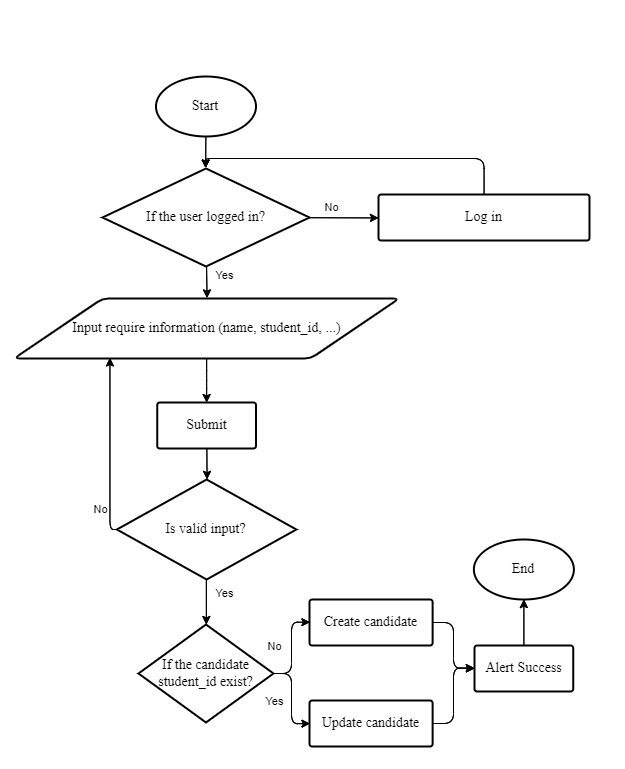 Start
If the user logged in?
No
Log in
Yes
Input require information (name, student_id, ...)
Submit
Is valid input?
No
Yes
If the candidate
student_id exist?
No
Yes
Create candidate
Update candidate
Alert Success
End